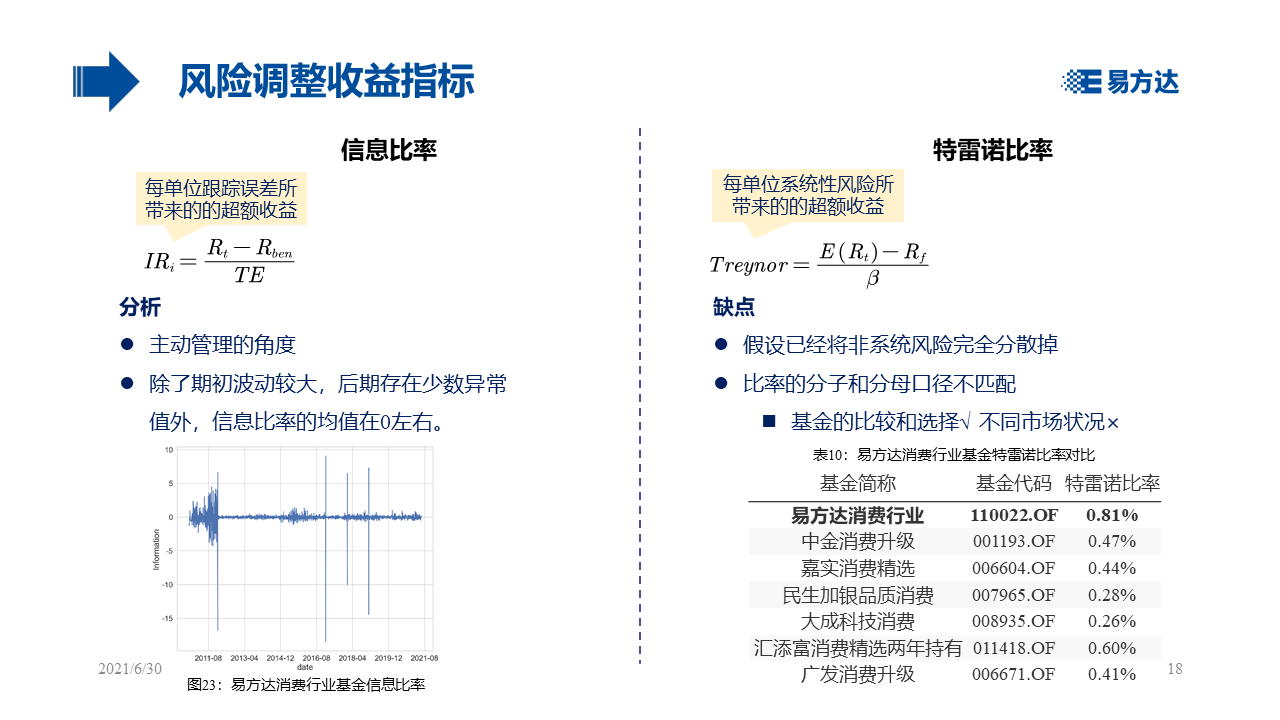 风险调整收益指标
易方达
信息比率
每单位跟踪误差所
带来的的超额收益
IR_i = (R_t − R_ben) / TE
分析
● 主动管理的角度
● 除了期初波动较大，后期存在少数异常
值外，信息比率的均值在0左右。
10
5
0
-5
-10
-15
Information
2011-08 2013-04 2014-12 2016-08 2018-04 2019-12 2021-08
date
图23：易方达消费行业基金信息比率
2021/6/30
特雷诺比率
每单位系统性风险所
带来的的超额收益
Treynor = (E(R_t) − R_f) / β
缺点
● 假设已经将非系统风险完全分散掉
● 比率的分子和分母口径不匹配
■ 基金的比较和选择√ 不同市场状况×
表10：易方达消费行业基金特雷诺比率对比
基金简称 基金代码 特雷诺比率
易方达消费行业 110022.OF 0.81%
中金消费升级 001193.OF 0.47%
嘉实消费精选 006604.OF 0.44%
民生加银品质消费 007965.OF 0.28%
大成科技消费 008935.OF 0.26%
汇添富消费精选两年持有 011418.OF 0.60%
广发消费升级 006671.OF 0.41%
18